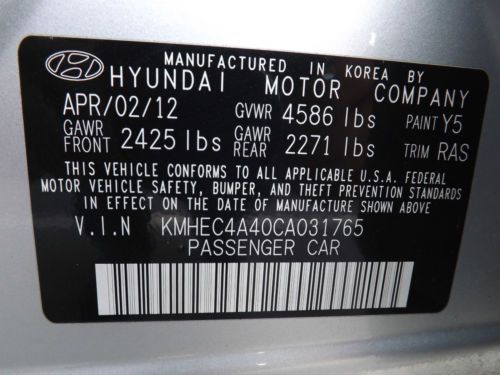 MANUFACTURED IN KOREA BY
HYUNDAI MOTOR COMPANY
APR/02/12 GVWR 4586 lbs PAINT Y5
GAWR FRONT 2425 lbs GAWR REAR 2271 lbs TRIM RAS
THIS VEHICLE CONFORMS TO ALL APPLICABLE U.S.A. FEDERAL
MOTOR VEHICLE SAFETY, BUMPER, AND THEFT PREVENTION STANDARDS
IN EFFECT ON THE DATE OF MANUFACTURE SHOWN ABOVE.
V.I.N KMHEC4A40CA031765
PASSENGER CAR